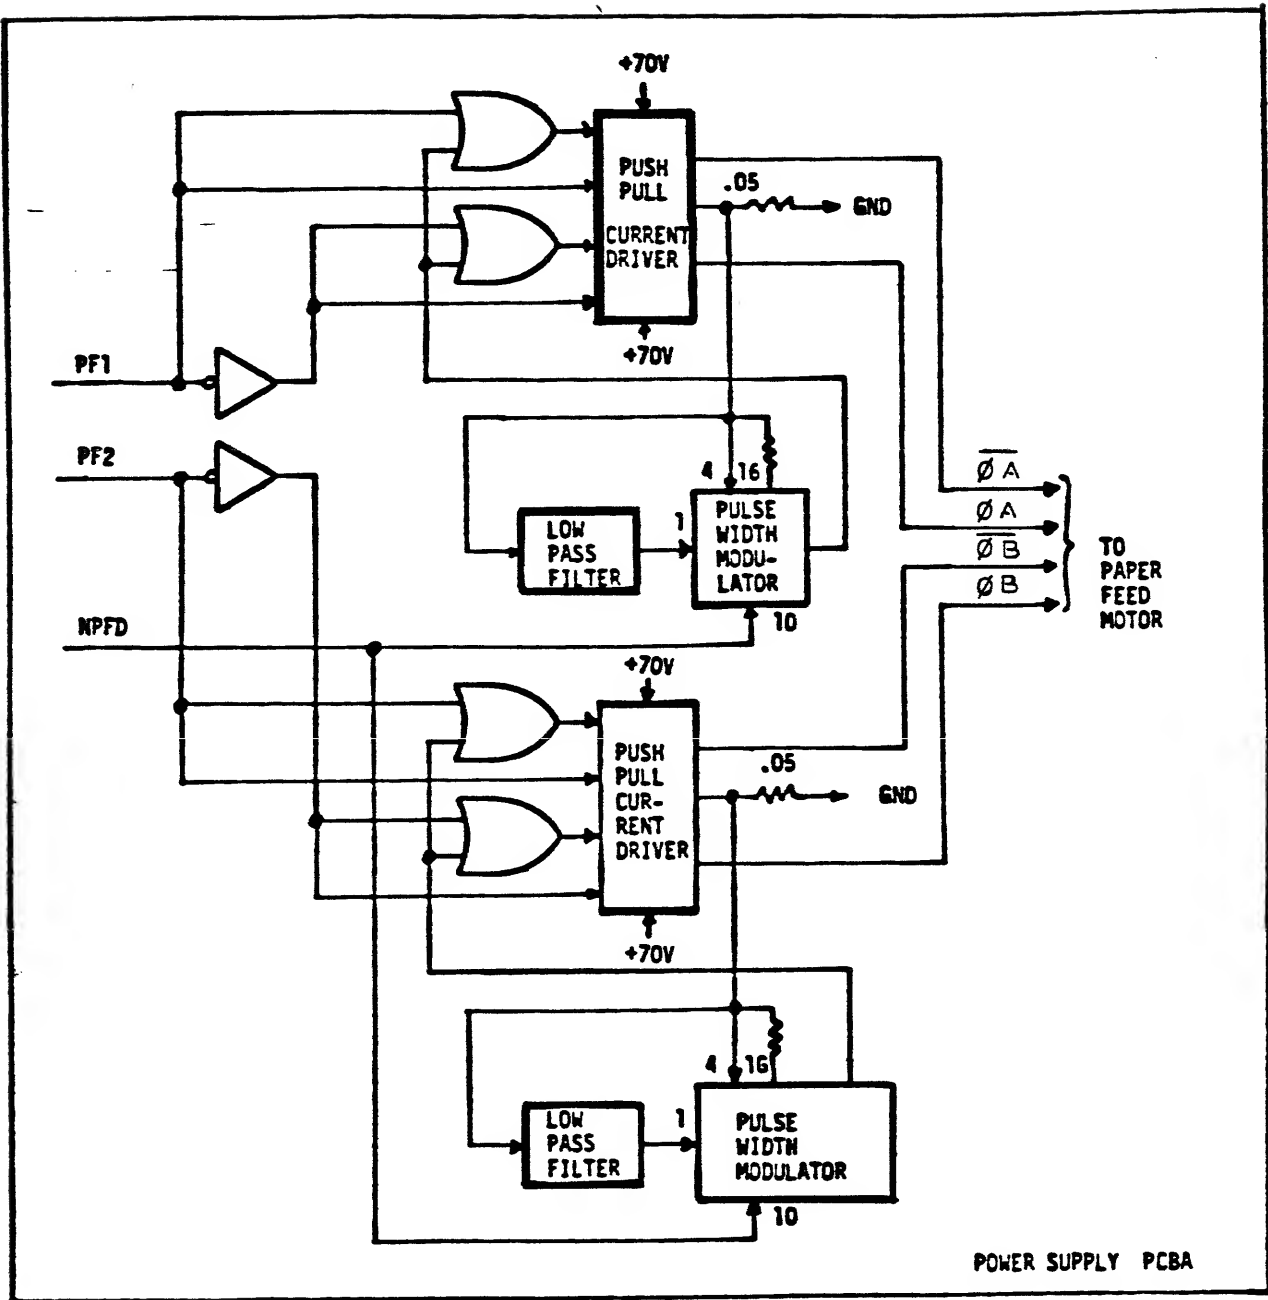 +70V
PUSH
PULL
CURRENT
DRIVER
.05
GND
+70V
PF1
PF2
4 16
PULSE
WIDTH
MODU-
LATOR
1
LOW
PASS
FILTER
10
NPFD
ØA̅
ØA
ØB̅
ØB
TO
PAPER
FEED
MOTOR
+70V
PUSH
PULL
CUR-
RENT
DRIVER
.05
GND
+70V
4 16
LOW
PASS
FILTER
1
PULSE
WIDTH
MODULATOR
10
POWER SUPPLY PCBA